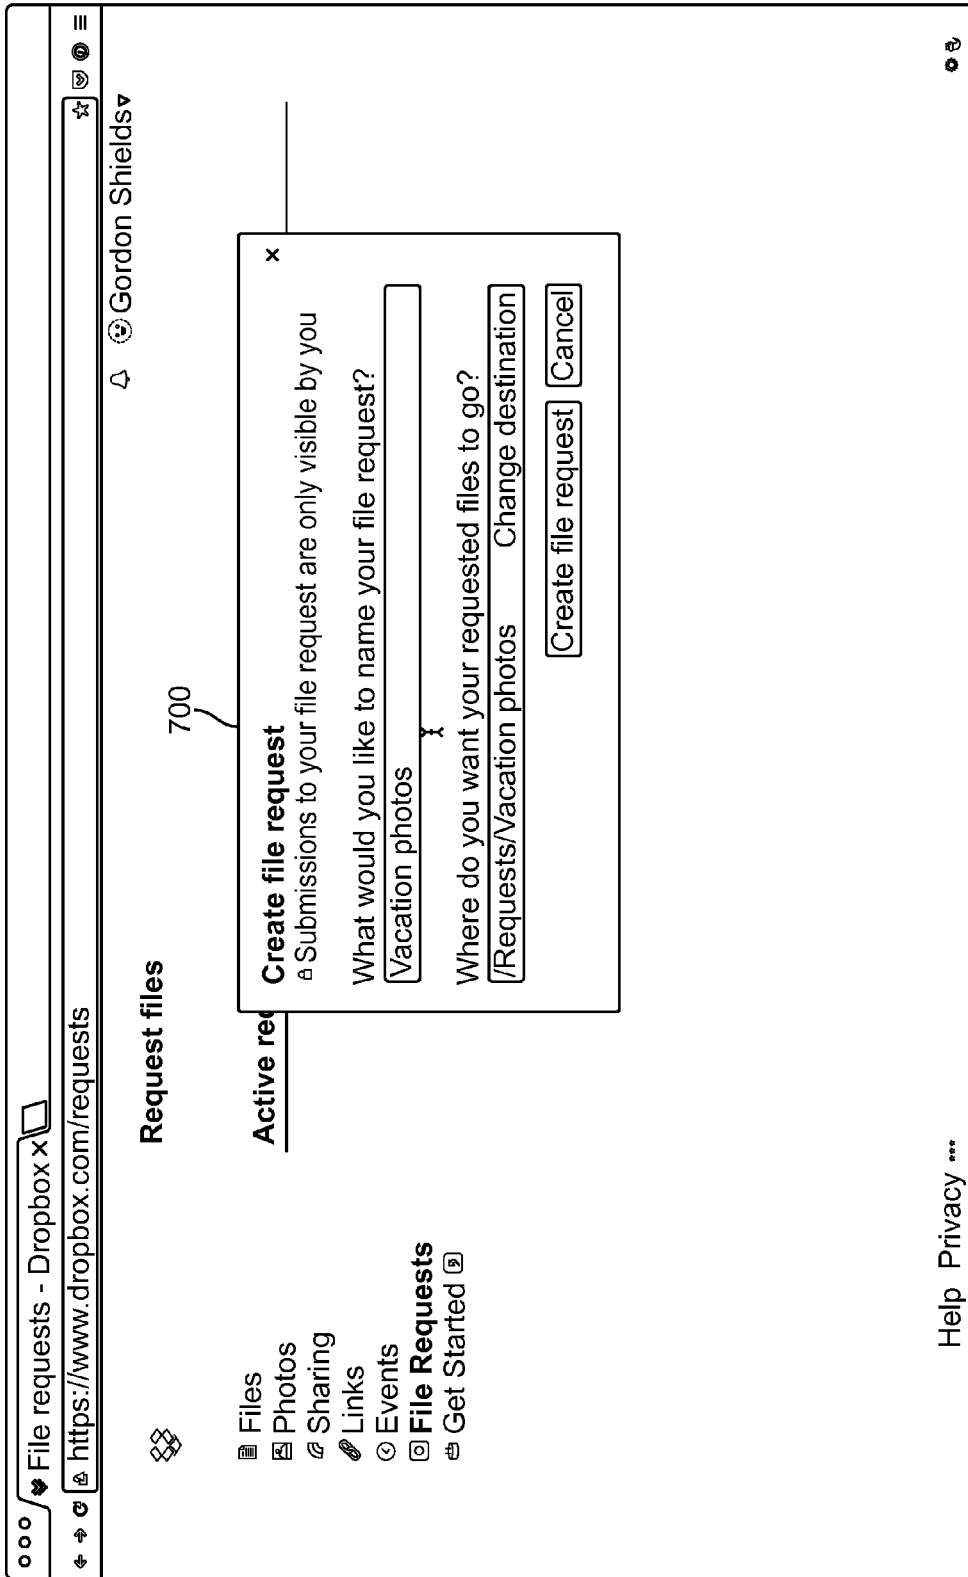 File requests - Dropbox
https://www.dropbox.com/requests
Gordon Shields
Request files
700
Files
Photos
Sharing
Links
Events
File Requests
Get Started
Active rec
Create file request
Submissions to your file request are only visible by you
What would you like to name your file request?
Vacation photos
Where do you want your requested files to go?
/Requests/Vacation photos Change destination
Create file request Cancel
Help Privacy •••